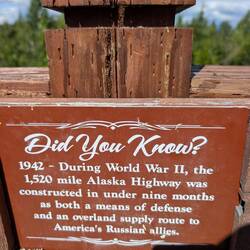 Did You Know?
1942 - During World War II, the
1,520 mile Alaska Highway was
constructed in under nine months
as both a means of defense
and an overland supply route to
America's Russian allies.